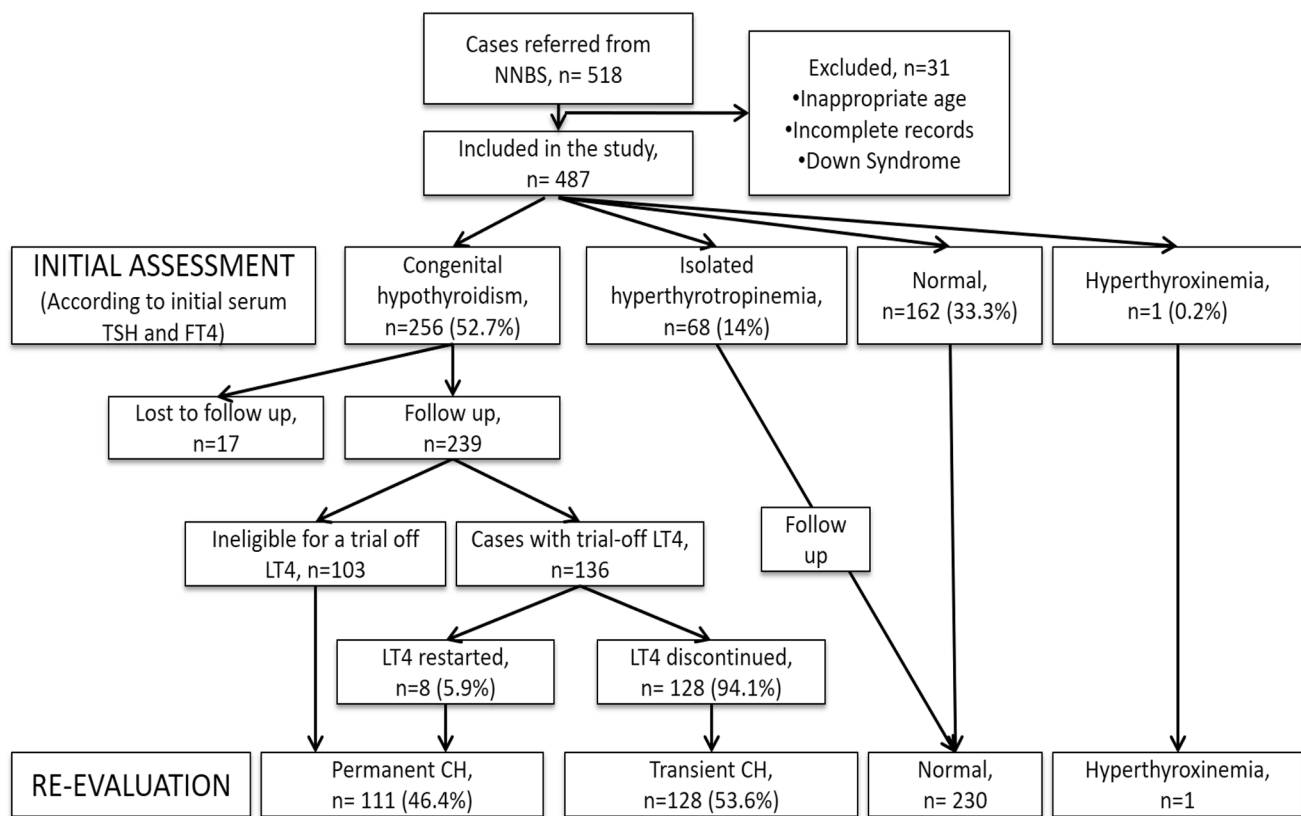 Cases referred from
NNBS, n= 518
Excluded, n=31
•Inappropriate age
•Incomplete records
•Down Syndrome
Included in the study,
n= 487
INITIAL ASSESSMENT
(According to initial serum
TSH and FT4)
Congenital
hypothyroidism,
n=256 (52.7%)
Isolated
hyperthyrotropinemia,
n=68 (14%)
Normal,
n=162 (33.3%)
Hyperthyroxinemia,
n=1 (0.2%)
Lost to follow up,
n=17
Follow up,
n=239
Ineligible for a trial off
LT4, n=103
Cases with trial-off LT4,
n=136
Follow
up
LT4 restarted,
n=8 (5.9%)
LT4 discontinued,
n= 128 (94.1%)
RE-EVALUATION
Permanent CH,
n= 111 (46.4%)
Transient CH,
n=128 (53.6%)
Normal,
n= 230
Hyperthyroxinemia,
n=1